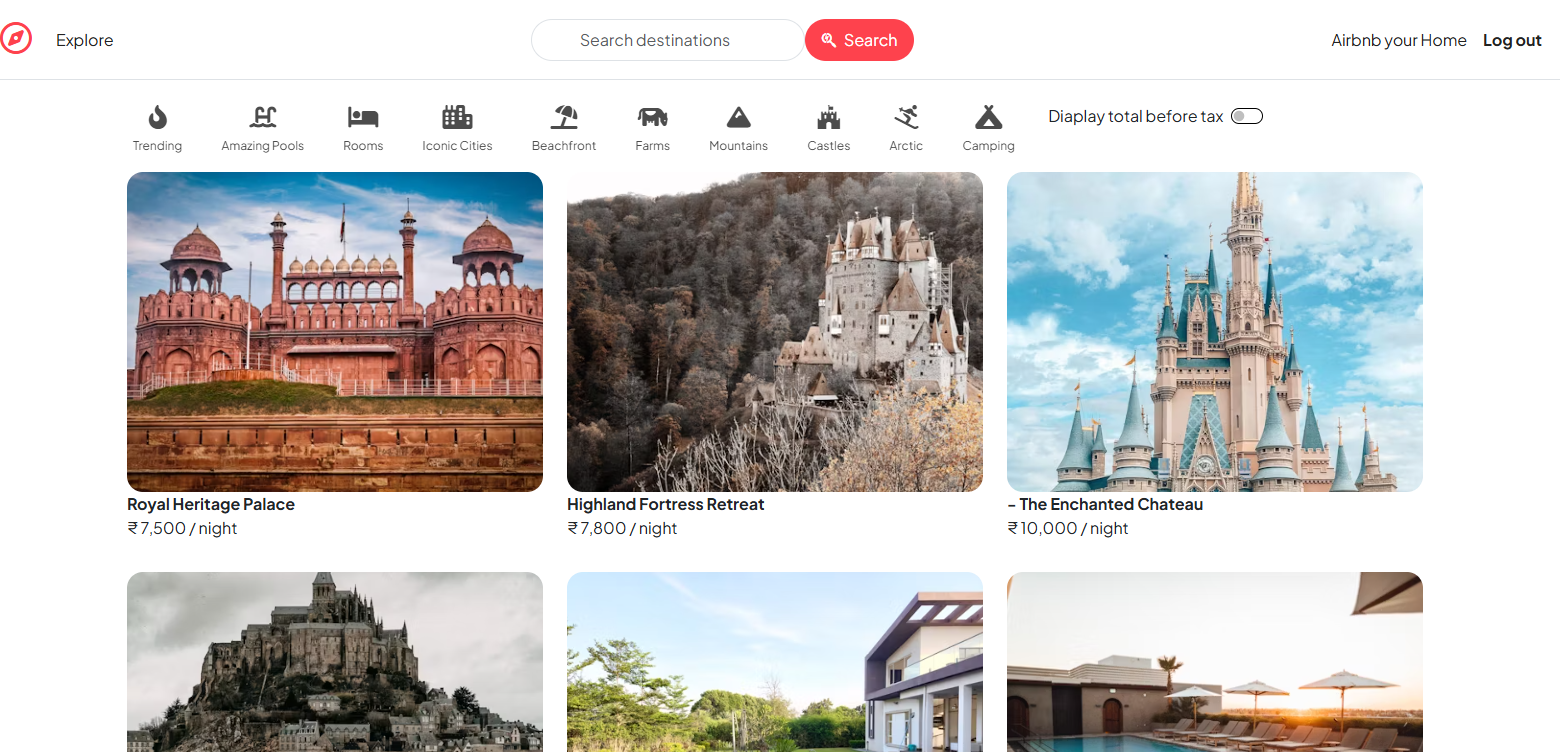 Explore
Search destinations
Search
Airbnb your Home
Log out
Trending
Amazing Pools
Rooms
Iconic Cities
Beachfront
Farms
Mountains
Castles
Arctic
Camping
Diaplay total before tax
Royal Heritage Palace
₹7,500 / night
Highland Fortress Retreat
₹7,800 / night
- The Enchanted Chateau
₹10,000 / night